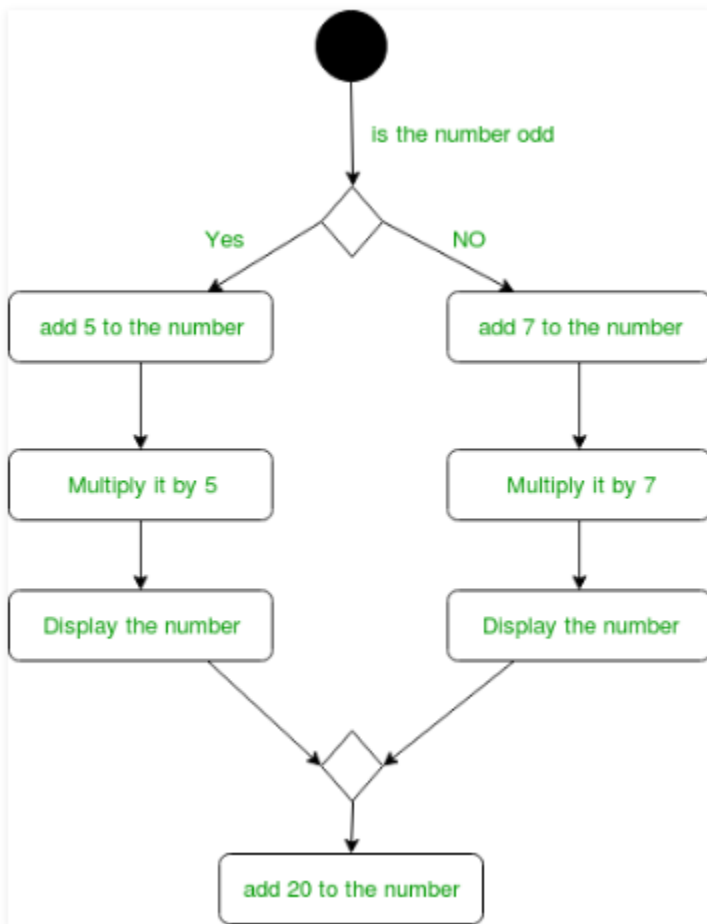 is the number odd
Yes
NO
add 5 to the number
add 7 to the number
Multiply it by 5
Multiply it by 7
Display the number
Display the number
add 20 to the number